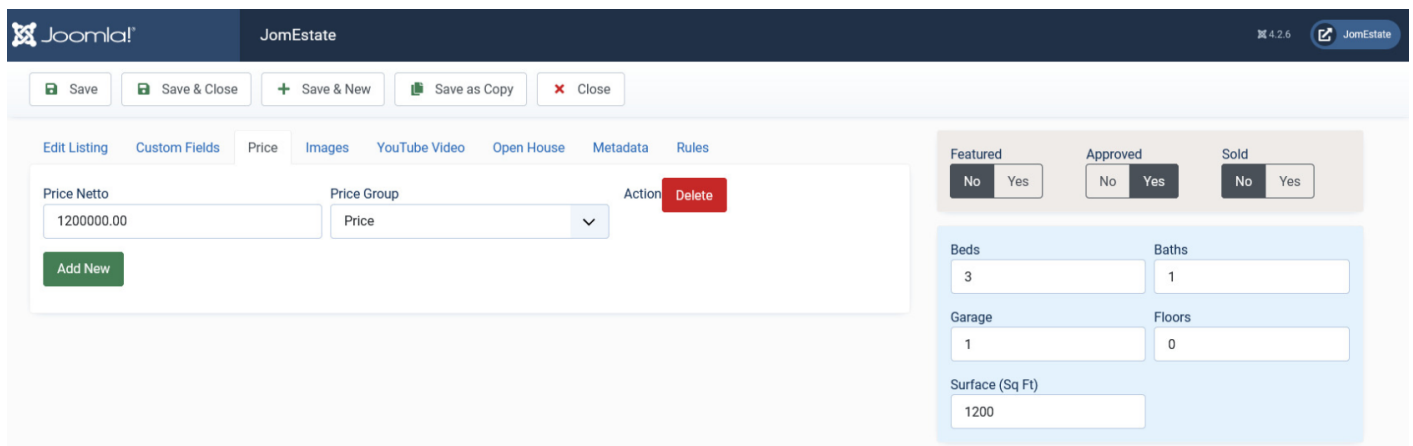 Joomla!® JomEstate 4.2.6 JomEstate
Save Save & Close Save & New Save as Copy Close
Edit Listing Custom Fields Price Images YouTube Video Open House Metadata Rules
Price Netto Price Group Action Delete
1200000.00 Price
Add New
Featured Approved Sold
No Yes No Yes No Yes
Beds Baths
3 1
Garage Floors
1 0
Surface (Sq Ft)
1200